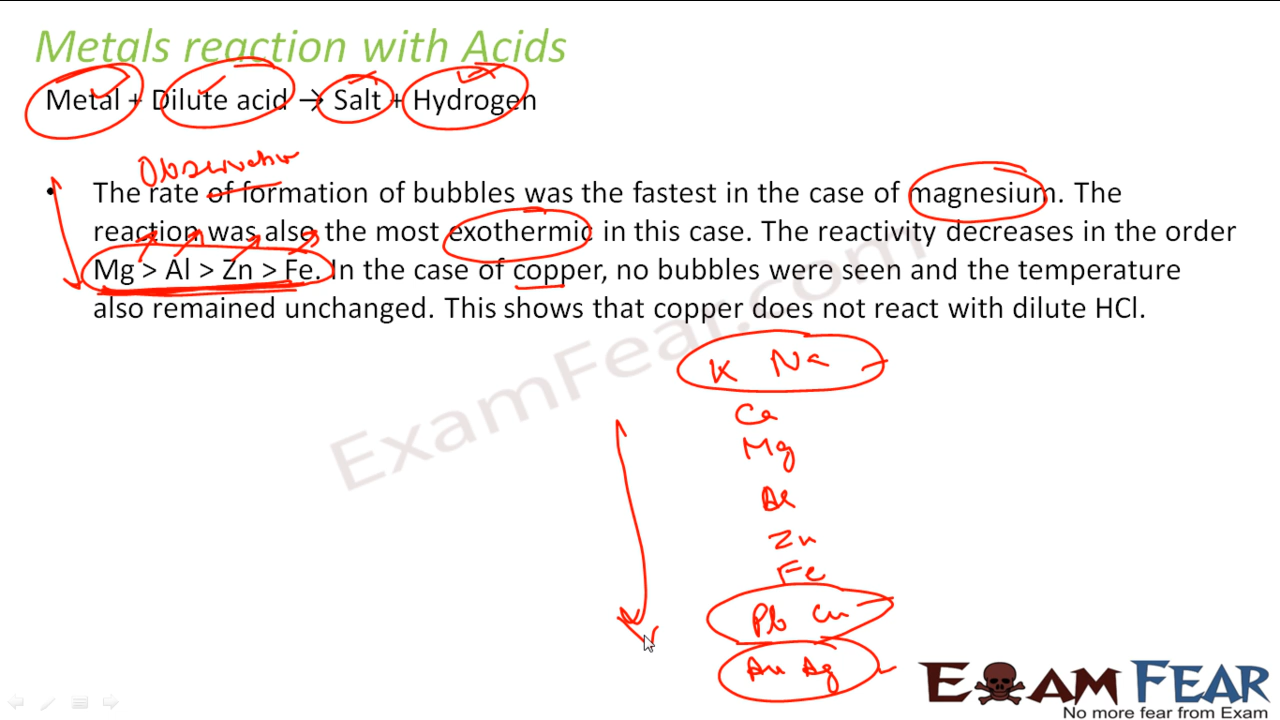 Metals reaction with Acids
Metal + Dilute acid → Salt + Hydrogen
Observation
• The rate of formation of bubbles was the fastest in the case of magnesium. The
reaction was also the most exothermic in this case. The reactivity decreases in the order
Mg > Al > Zn > Fe. In the case of copper, no bubbles were seen and the temperature
also remained unchanged. This shows that copper does not react with dilute HCl.
K Na
Ca
Mg
Al
Zn
Fe
Pb Cu
Au Ag
ExamFear.com
EXAM FEAR
No more fear from Exam